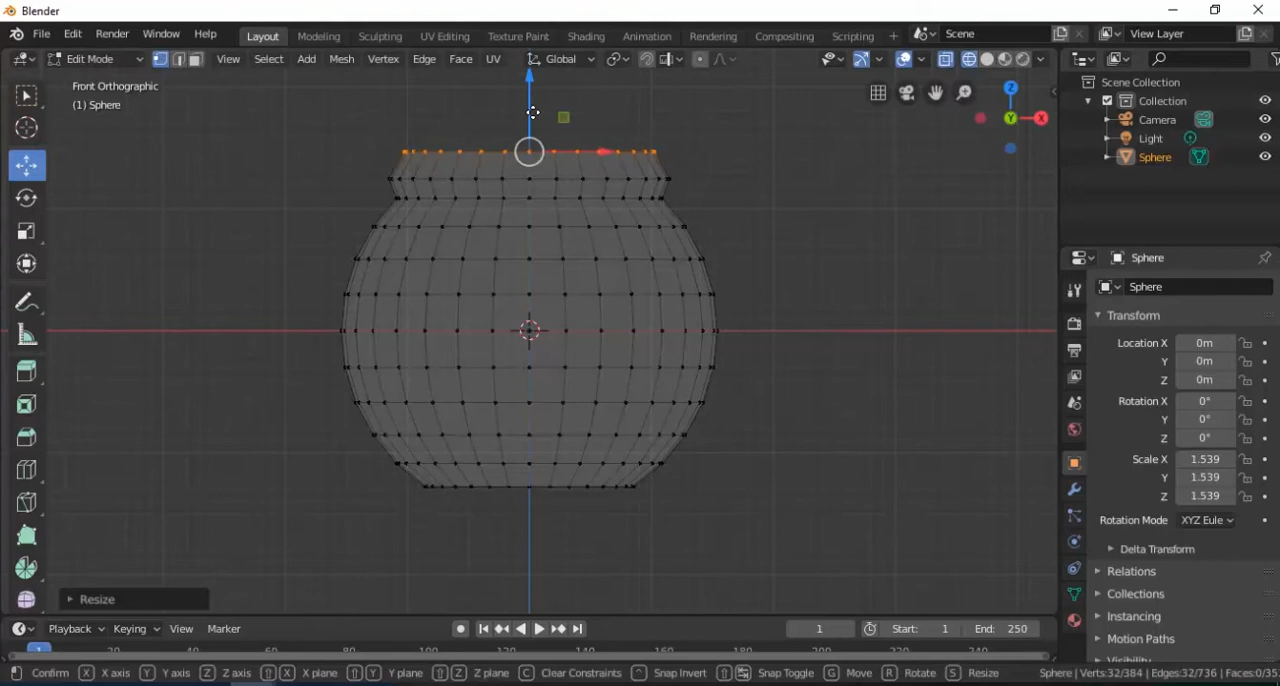 Blender
File Edit Render Window Help Layout Modeling Sculpting UV Editing Texture Paint Shading Animation Rendering Compositing Scripting + Scene View Layer
Edit Mode View Select Add Mesh Vertex Edge Face UV Global
Front Orthographic
(1) Sphere
Z
Y
X
Scene Collection
Collection
Camera
Light
Sphere
Sphere
Sphere
Transform
Location X 0m
Y 0m
Z 0m
Rotation X 0°
Y 0°
Z 0°
Scale X 1.539
Y 1.539
Z 1.539
Rotation Mode XYZ Eule
Delta Transform
Relations
Collections
Instancing
Motion Paths
Resize
Playback Keying View Marker 1 Start: 1 End: 250
Confirm X X axis Y Y axis Z Z axis X X plane Y Y plane Z Z plane C Clear Constraints Snap Invert Snap Toggle G Move R Rotate S Resize Sphere | Verts:32/384 | Edges:32/736 | Faces:0/35